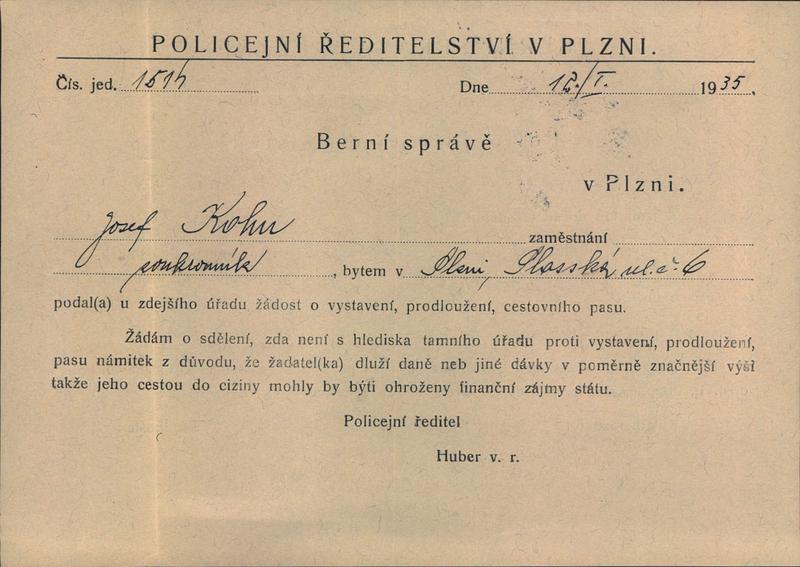 POLICEJNÍ ŘEDITELSTVÍ V PLZNI.
Čís. jed. Dne 12./I. 1935.
Berní správě
v Plzni.
Josef Kohn zaměstnání
soukromník, bytem v Plzni, ul. č. 6
podal(a) u zdejšího úřadu žádost o vystavení, prodloužení, cestovního pasu.
Žádám o sdělení, zda není s hlediska tamního úřadu proti vystavení, prodloužení,
pasu námitek z důvodu, že žadatel(ka) dluží daně neb jiné dávky v poměrně značnější výši
takže jeho cestou do ciziny mohly by býti ohroženy finanční zájmy státu.
Policejní ředitel
Huber v. r.